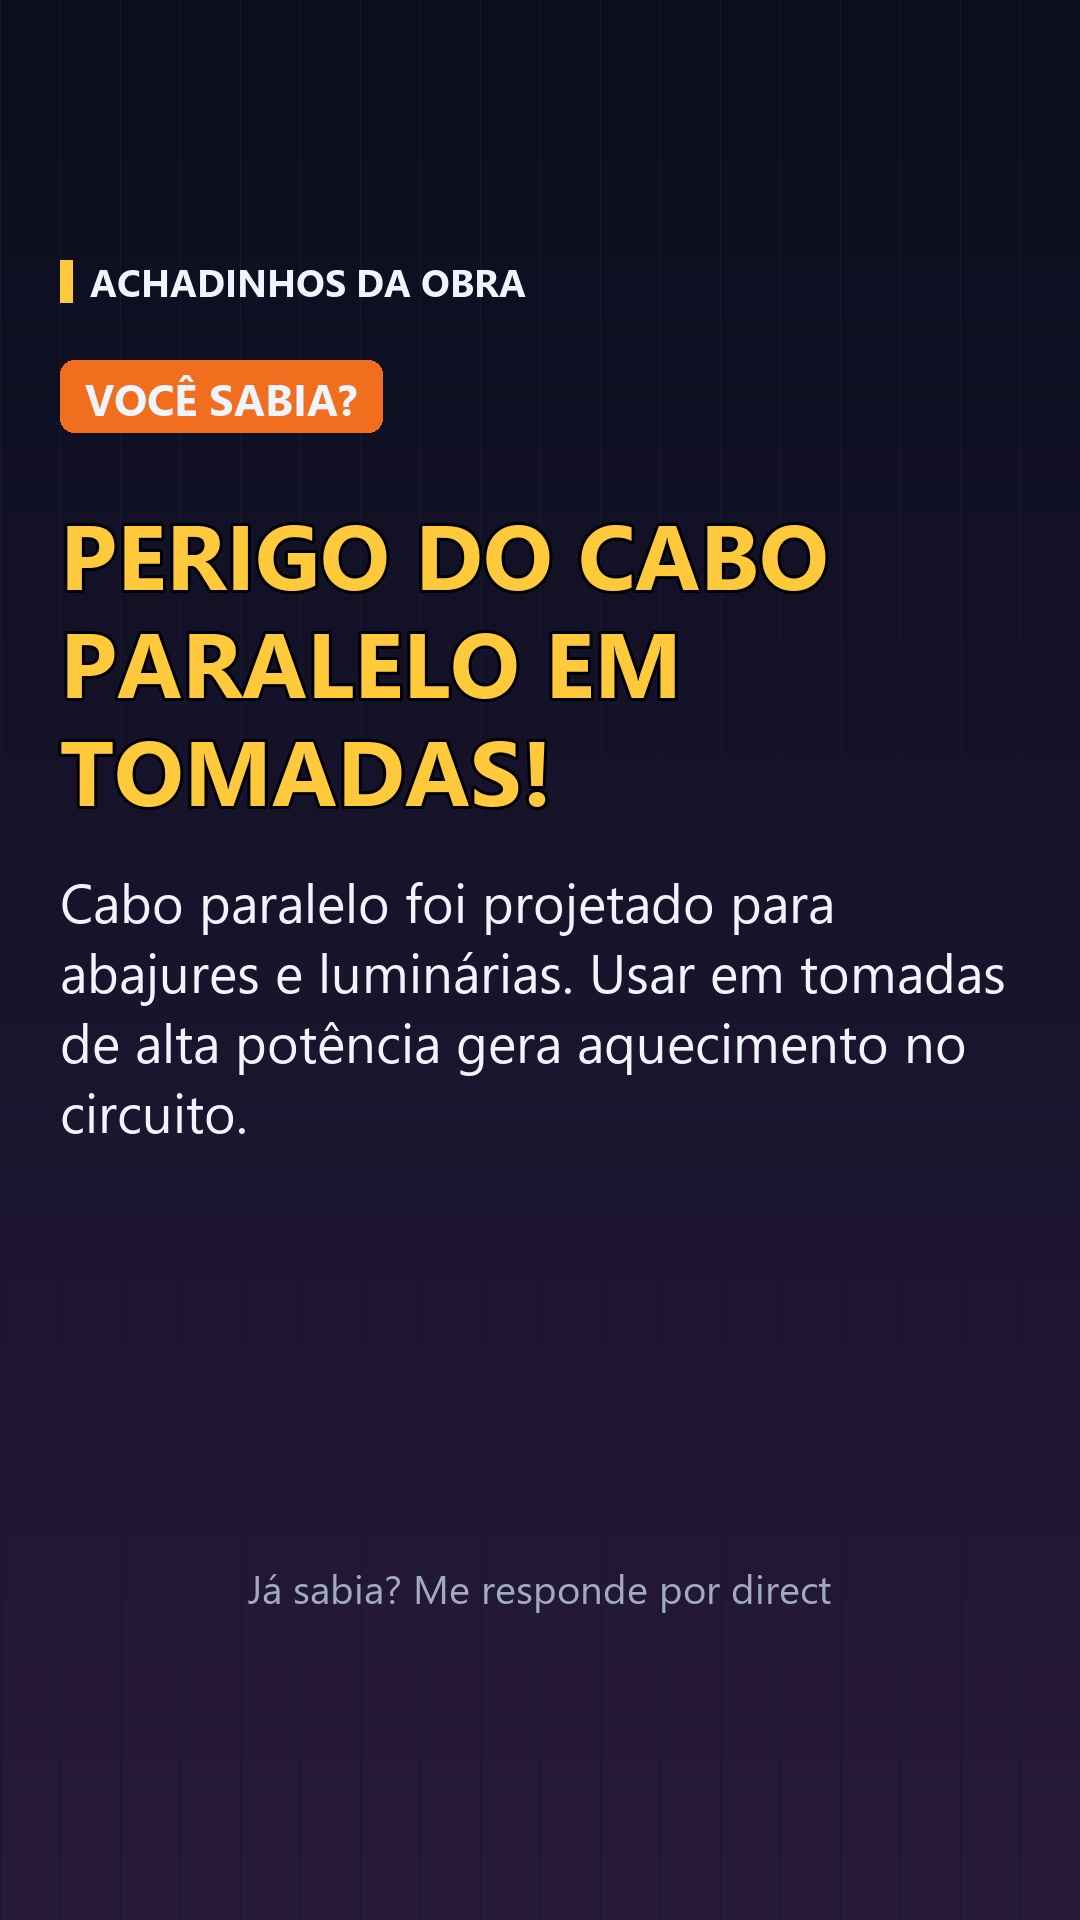 ACHADINHOS DA OBRA
VOCÊ SABIA?
PERIGO DO CABO
PARALELO EM
TOMADAS!
Cabo paralelo foi projetado para
abajures e luminárias. Usar em tomadas
de alta potência gera aquecimento no
circuito.
Já sabia? Me responde por direct